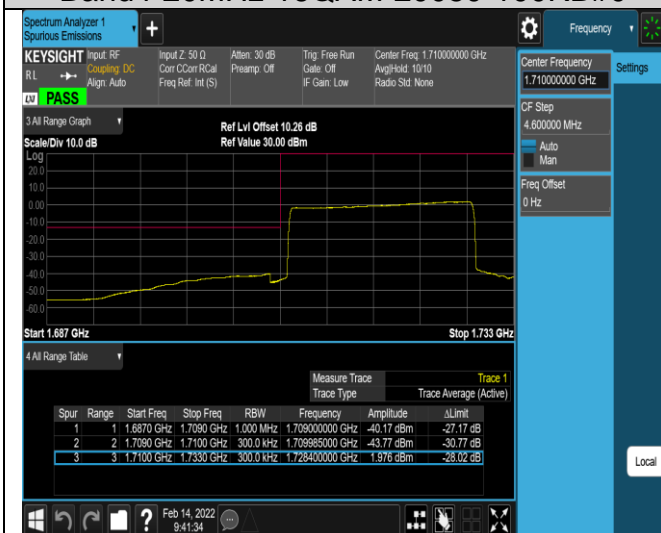 Spectrum Analyzer 1
Spurious Emissions
Frequency
KEYSIGHT
R L
LXI
PASS
Input: RF
Coupling: DC
Align: Auto
Input Z: 50 Ω
Corr CCorr RCal
Freq Ref: Int (S)
Atten: 30 dB
Preamp: Off
Trig: Free Run
Gate: Off
IF Gain: Low
Center Freq: 1.710000000 GHz
Avg|Hold: 10/10
Radio Std: None
Center Frequency
1.710000000 GHz
Settings
CF Step
4.600000 MHz
Auto
Man
Freq Offset
0 Hz
3 All Range Graph
Scale/Div 10.0 dB
Ref Lvl Offset 10.26 dB
Ref Value 30.00 dBm
Log
20.0
10.0
0.00
-10.0
-20.0
-30.0
-40.0
-50.0
-60.0
Start 1.687 GHz Stop 1.733 GHz
4 All Range Table
Measure Trace Trace 1
Trace Type Trace Average (Active)
Spur Range Start Freq Stop Freq RBW Frequency Amplitude ΔLimit
1 1 1.6870 GHz 1.7090 GHz 1.000 MHz 1.709000000 GHz -40.17 dBm -27.17 dB
2 2 1.7090 GHz 1.7100 GHz 300.0 kHz 1.709985000 GHz -43.77 dBm -30.77 dB
3 3 1.7100 GHz 1.7330 GHz 300.0 kHz 1.728400000 GHz 1.976 dBm -28.02 dB
Local
Feb 14, 2022
9:41:34